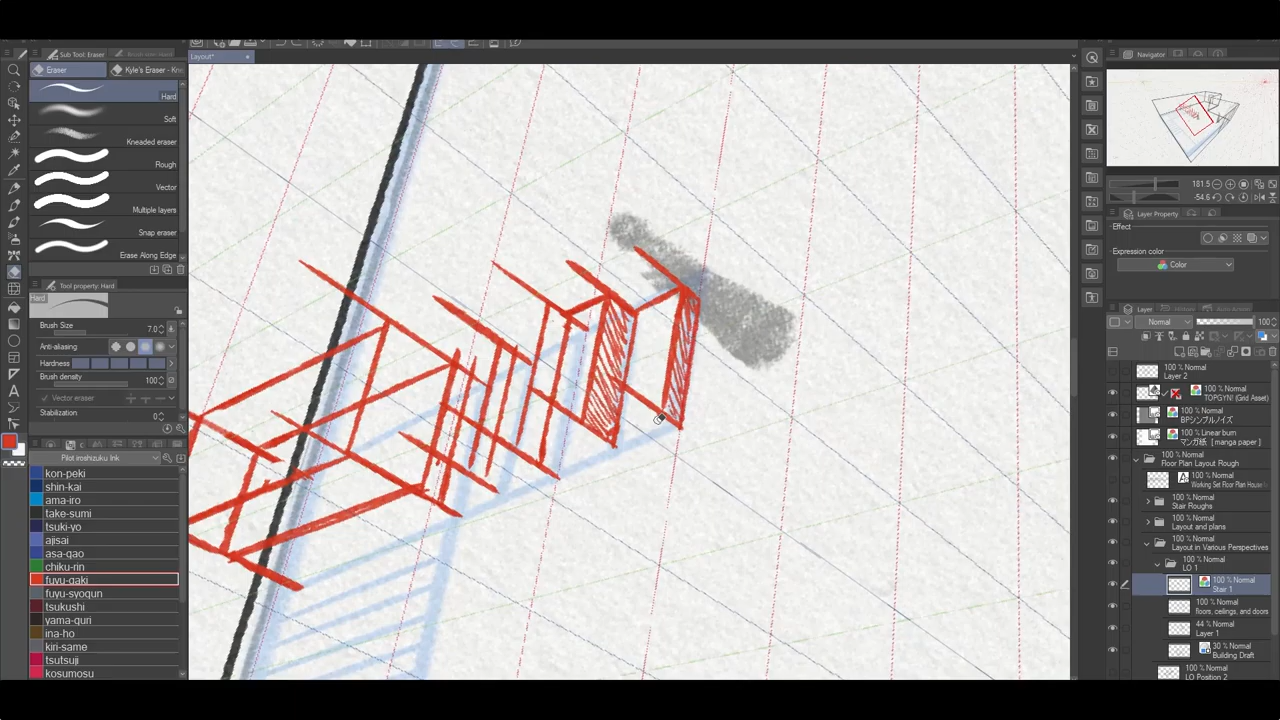 Sub Tool: Eraser
Layout*
Navigator
Eraser
Kyle's Eraser - Kne
Hard
Soft
Kneaded eraser
Rough
Vector
Multiple layers
Snap eraser
Erase Along Edge
181.5
-54.6
Layer Property
Effect
Expression color
Color
Tool property: Hard
Hard
Brush Size
7.0
Anti-aliasing
Hardness
Brush density
100
Vector eraser
Stabilization
0
Layer
Normal
100
100 % Normal
Layer 2
100 % Normal
TOPGYN! (Grid Asset)
100 % Normal
BPシンプルノイズ
100 % Linear burn
マンガ紙 [ manga paper ]
100 % Normal
Floor Plan Layout Rough
100 % Normal
Working Set Floor Plan
100 % Normal
Stair Roughs
100 % Normal
Layout and plans
100 % Normal
Layout in Various Perspectives
100 % Normal
LO 1
100 % Normal
Stair 1
100 % Normal
floors, ceilings, and doors
44 % Normal
Layer 1
30 % Normal
Building Draft
100 % Normal
LO Position 2
Pilot iroshizuku Ink
kon-peki
shin-kai
ama-iro
take-sumi
tsuki-yo
ajisai
asa-gao
chiku-rin
fuyu-gaki
fuyu-syogun
tsukushi
yama-guri
ina-ho
kiri-same
tsutsuji
kosumosu